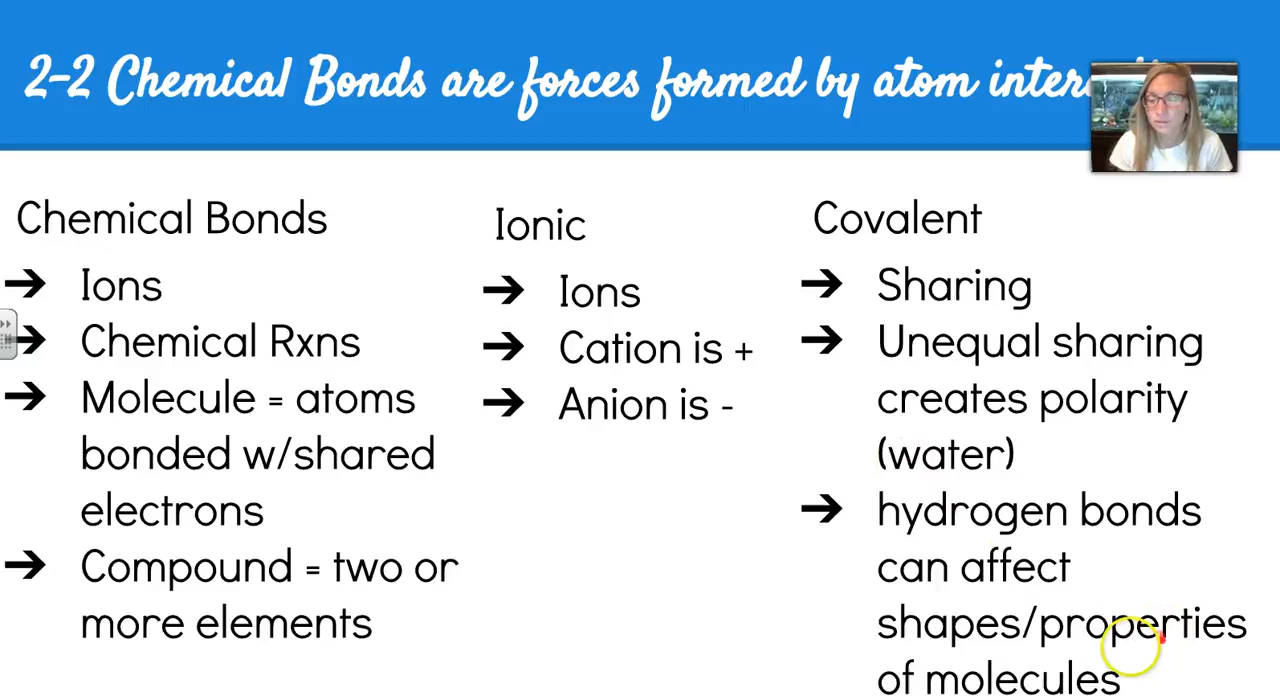 2-2 Chemical Bonds are forces formed by atom
Chemical Bonds
➔ Ions
➔ Chemical Rxns
➔ Molecule = atoms
bonded w/shared
electrons
➔ Compound = two or
more elements
Ionic
➔ Ions
➔ Cation is +
➔ Anion is -
Covalent
➔ Sharing
➔ Unequal sharing
creates polarity
(water)
➔ hydrogen bonds
can affect
shapes/properties
of molecules